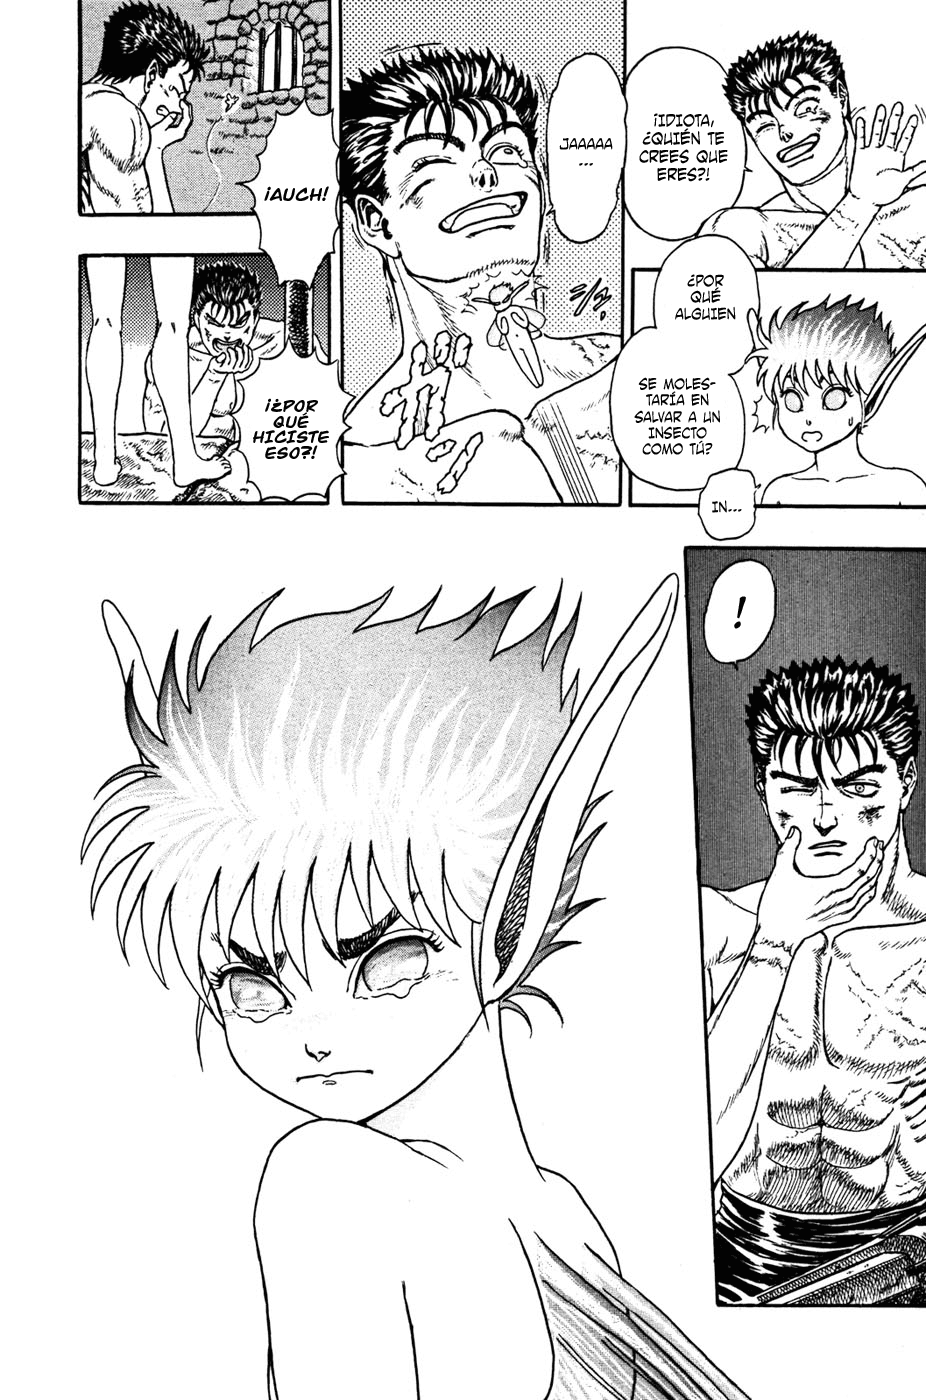 ¡IDIOTA,
¿QUIÉN TE
CREES QUE
ERES?!
¿POR
QUÉ
ALGUIEN
SE MOLES-
TARÍA EN
SALVAR A UN
INSECTO
COMO TÚ?
IN...
JAAAAA
...
¡AUCH!
¡¿POR
QUÉ
HICISTE
ESO?!
!